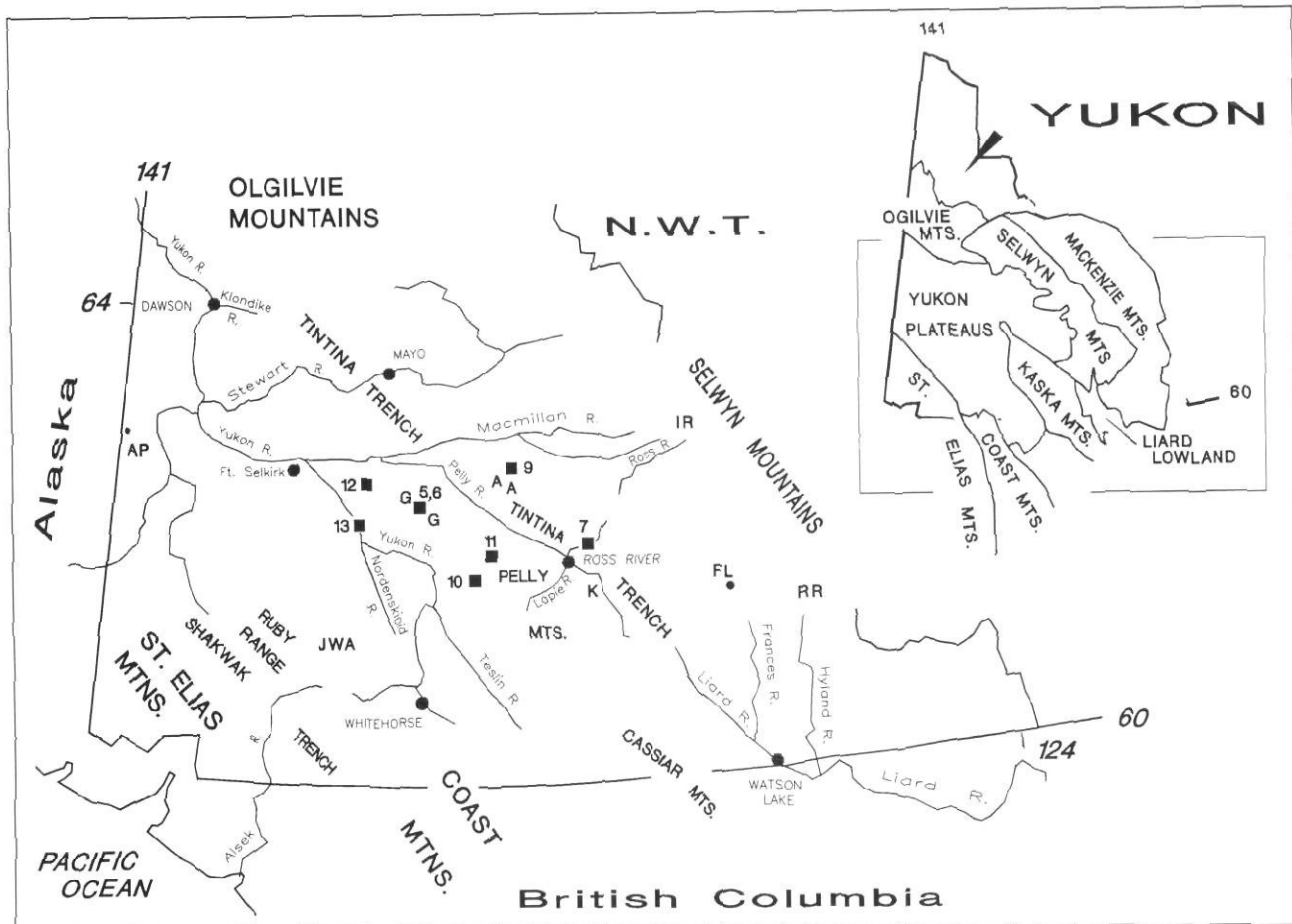 141
YUKON
141
OLGILVIE
MOUNTAINS
N.W.T.
OGILVIE
MTS.
SELWYN
MTS
MACKENZIE MTS.
YUKON
PLATEAUS
ST.
ELIAS
MTS.
COAST MTS.
KASKA MTS.
60
LIARD
LOWLAND
Yukon R.
64
DAWSON
Klondike
R.
TINTINA
TRENCH
MAYO
Stewart R.
Macmillan R.
IR
SELWYN MOUNTAINS
Ross R.
Alaska
AP
Yukon R.
Ft. Selkirk
Pelly R.
9
A A
12
G 5,6
G
13
TINTINA
TRENCH
7
ROSS RIVER
Yukon R.
Nordenskiold
R.
11
10
PELLY
MTS.
Lapie R.
K
FL
RR
RUBY
RANGE
SHAKWAK
TRENCH
JWA
ST. ELIAS
MTNS.
Teslin R.
WHITEHORSE
Liard R.
Frances R.
Hyland R.
60
124
CASSIAR MTS.
WATSON
LAKE
Liard R.
COAST
MTNS.
Alsek
R.
PACIFIC
OCEAN
British Columbia